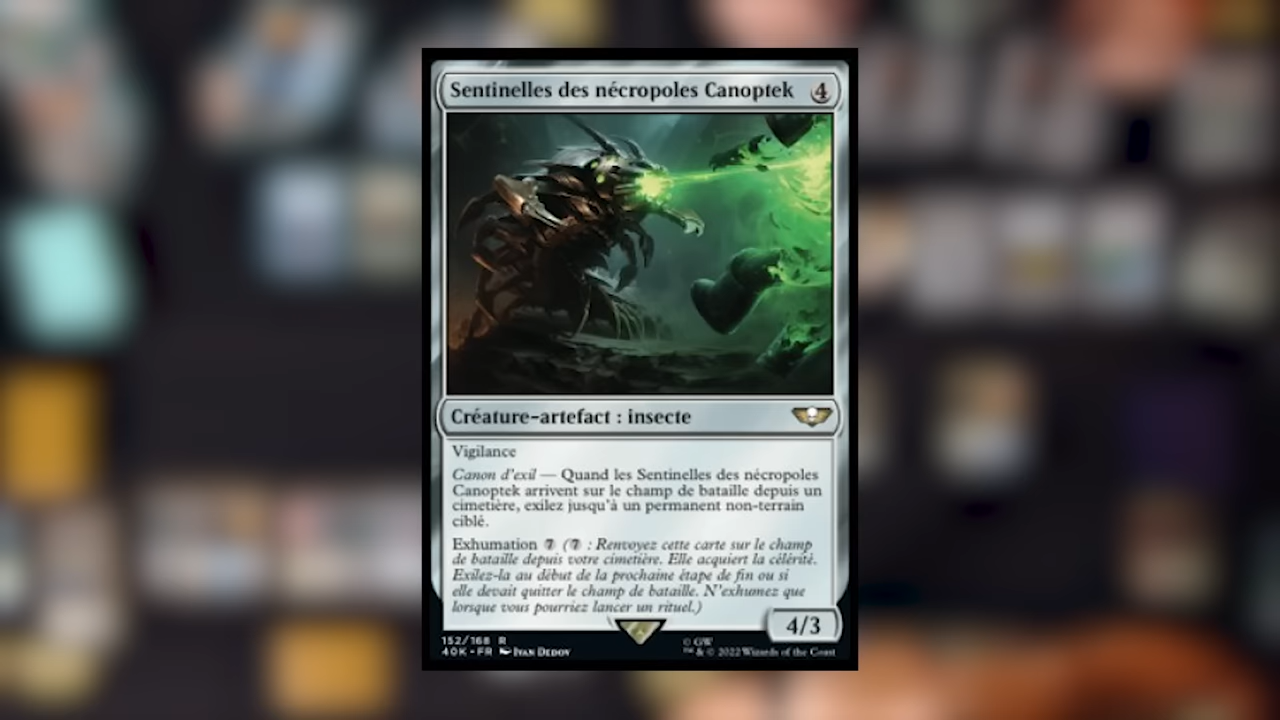 Sentinelles des nécropoles Canoptek 4
Créature-artefact : insecte
Vigilance
Canon d'exil — Quand les Sentinelles des nécropoles
Canoptek arrivent sur le champ de bataille depuis un
cimetière, exilez jusqu'à un permanent non-terrain
ciblé.
Exhumation 7 (7 : Renvoyez cette carte sur le champ
de bataille depuis votre cimetière. Elle acquiert la célérité.
Exilez-la au début de la prochaine étape de fin ou si
elle devait quitter le champ de bataille. N'exhumez que
lorsque vous pourriez lancer un rituel.)
4/3
152/168 R
40K • FR Ivan Dedov
© GW
™ & © 2022 Wizards of the Coast